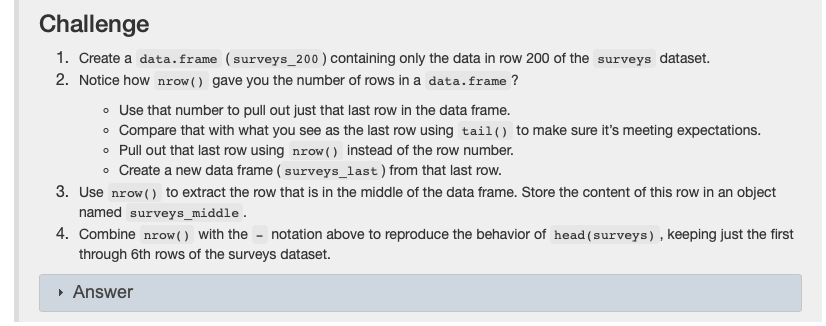 Challenge
1. Create a data.frame (surveys_200) containing only the data in row 200 of the surveys dataset.
2. Notice how nrow() gave you the number of rows in a data.frame?
◦ Use that number to pull out just that last row in the data frame.
◦ Compare that with what you see as the last row using tail() to make sure it's meeting expectations.
◦ Pull out that last row using nrow() instead of the row number.
◦ Create a new data frame (surveys_last) from that last row.
3. Use nrow() to extract the row that is in the middle of the data frame. Store the content of this row in an object
named surveys_middle.
4. Combine nrow() with the - notation above to reproduce the behavior of head(surveys), keeping just the first
through 6th rows of the surveys dataset.
‣ Answer